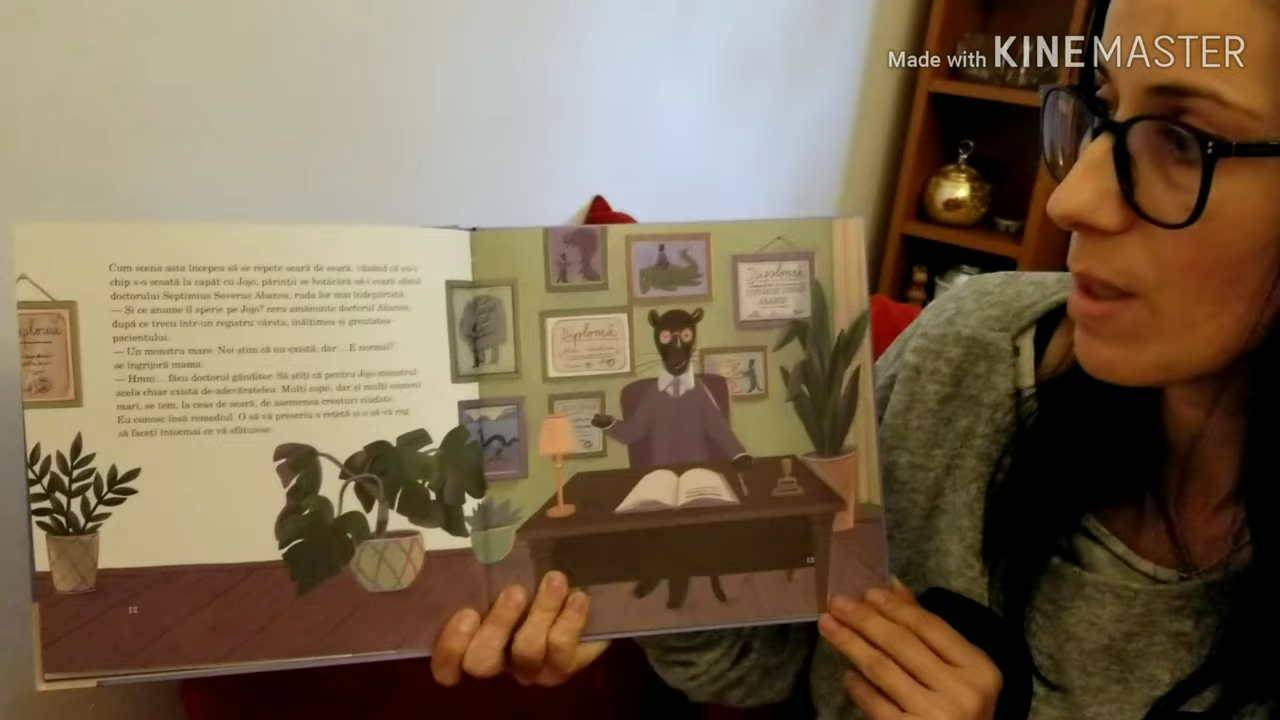 Made with KINEMASTER
Cum scena asta începea să se repete seară de seară, văzând că nu-i
chip s-o scoată la capăt cu Jojo, părinții se hotărâră să-i ceară sfatul
doctorului Septimius Severus Abanos, ruda lor mai îndepărtată.
— Și ce anume îl sperie pe Jojo? ceru amănunte doctorul Abanos,
după ce trecu într-un registru vârsta, înălțimea și greutatea
pacientului.
— Un monstru mare. Noi știm că nu există, dar... E normal?
se îngrijoră mama.
— Hmm... făcu doctorul gânditor. Să știți că pentru Jojo monstrul
acela chiar există de-adevăratelea. Mulți copii, dar și mulți oameni
mari, se tem, la ceas de seară, de asemenea creaturi ciudate.
Eu cunosc însă remediul. O să vă prescriu o rețetă și o să vă rog
să faceți întocmai ce vă sfătuiesc.
12
Diplomă
Diplomă
13